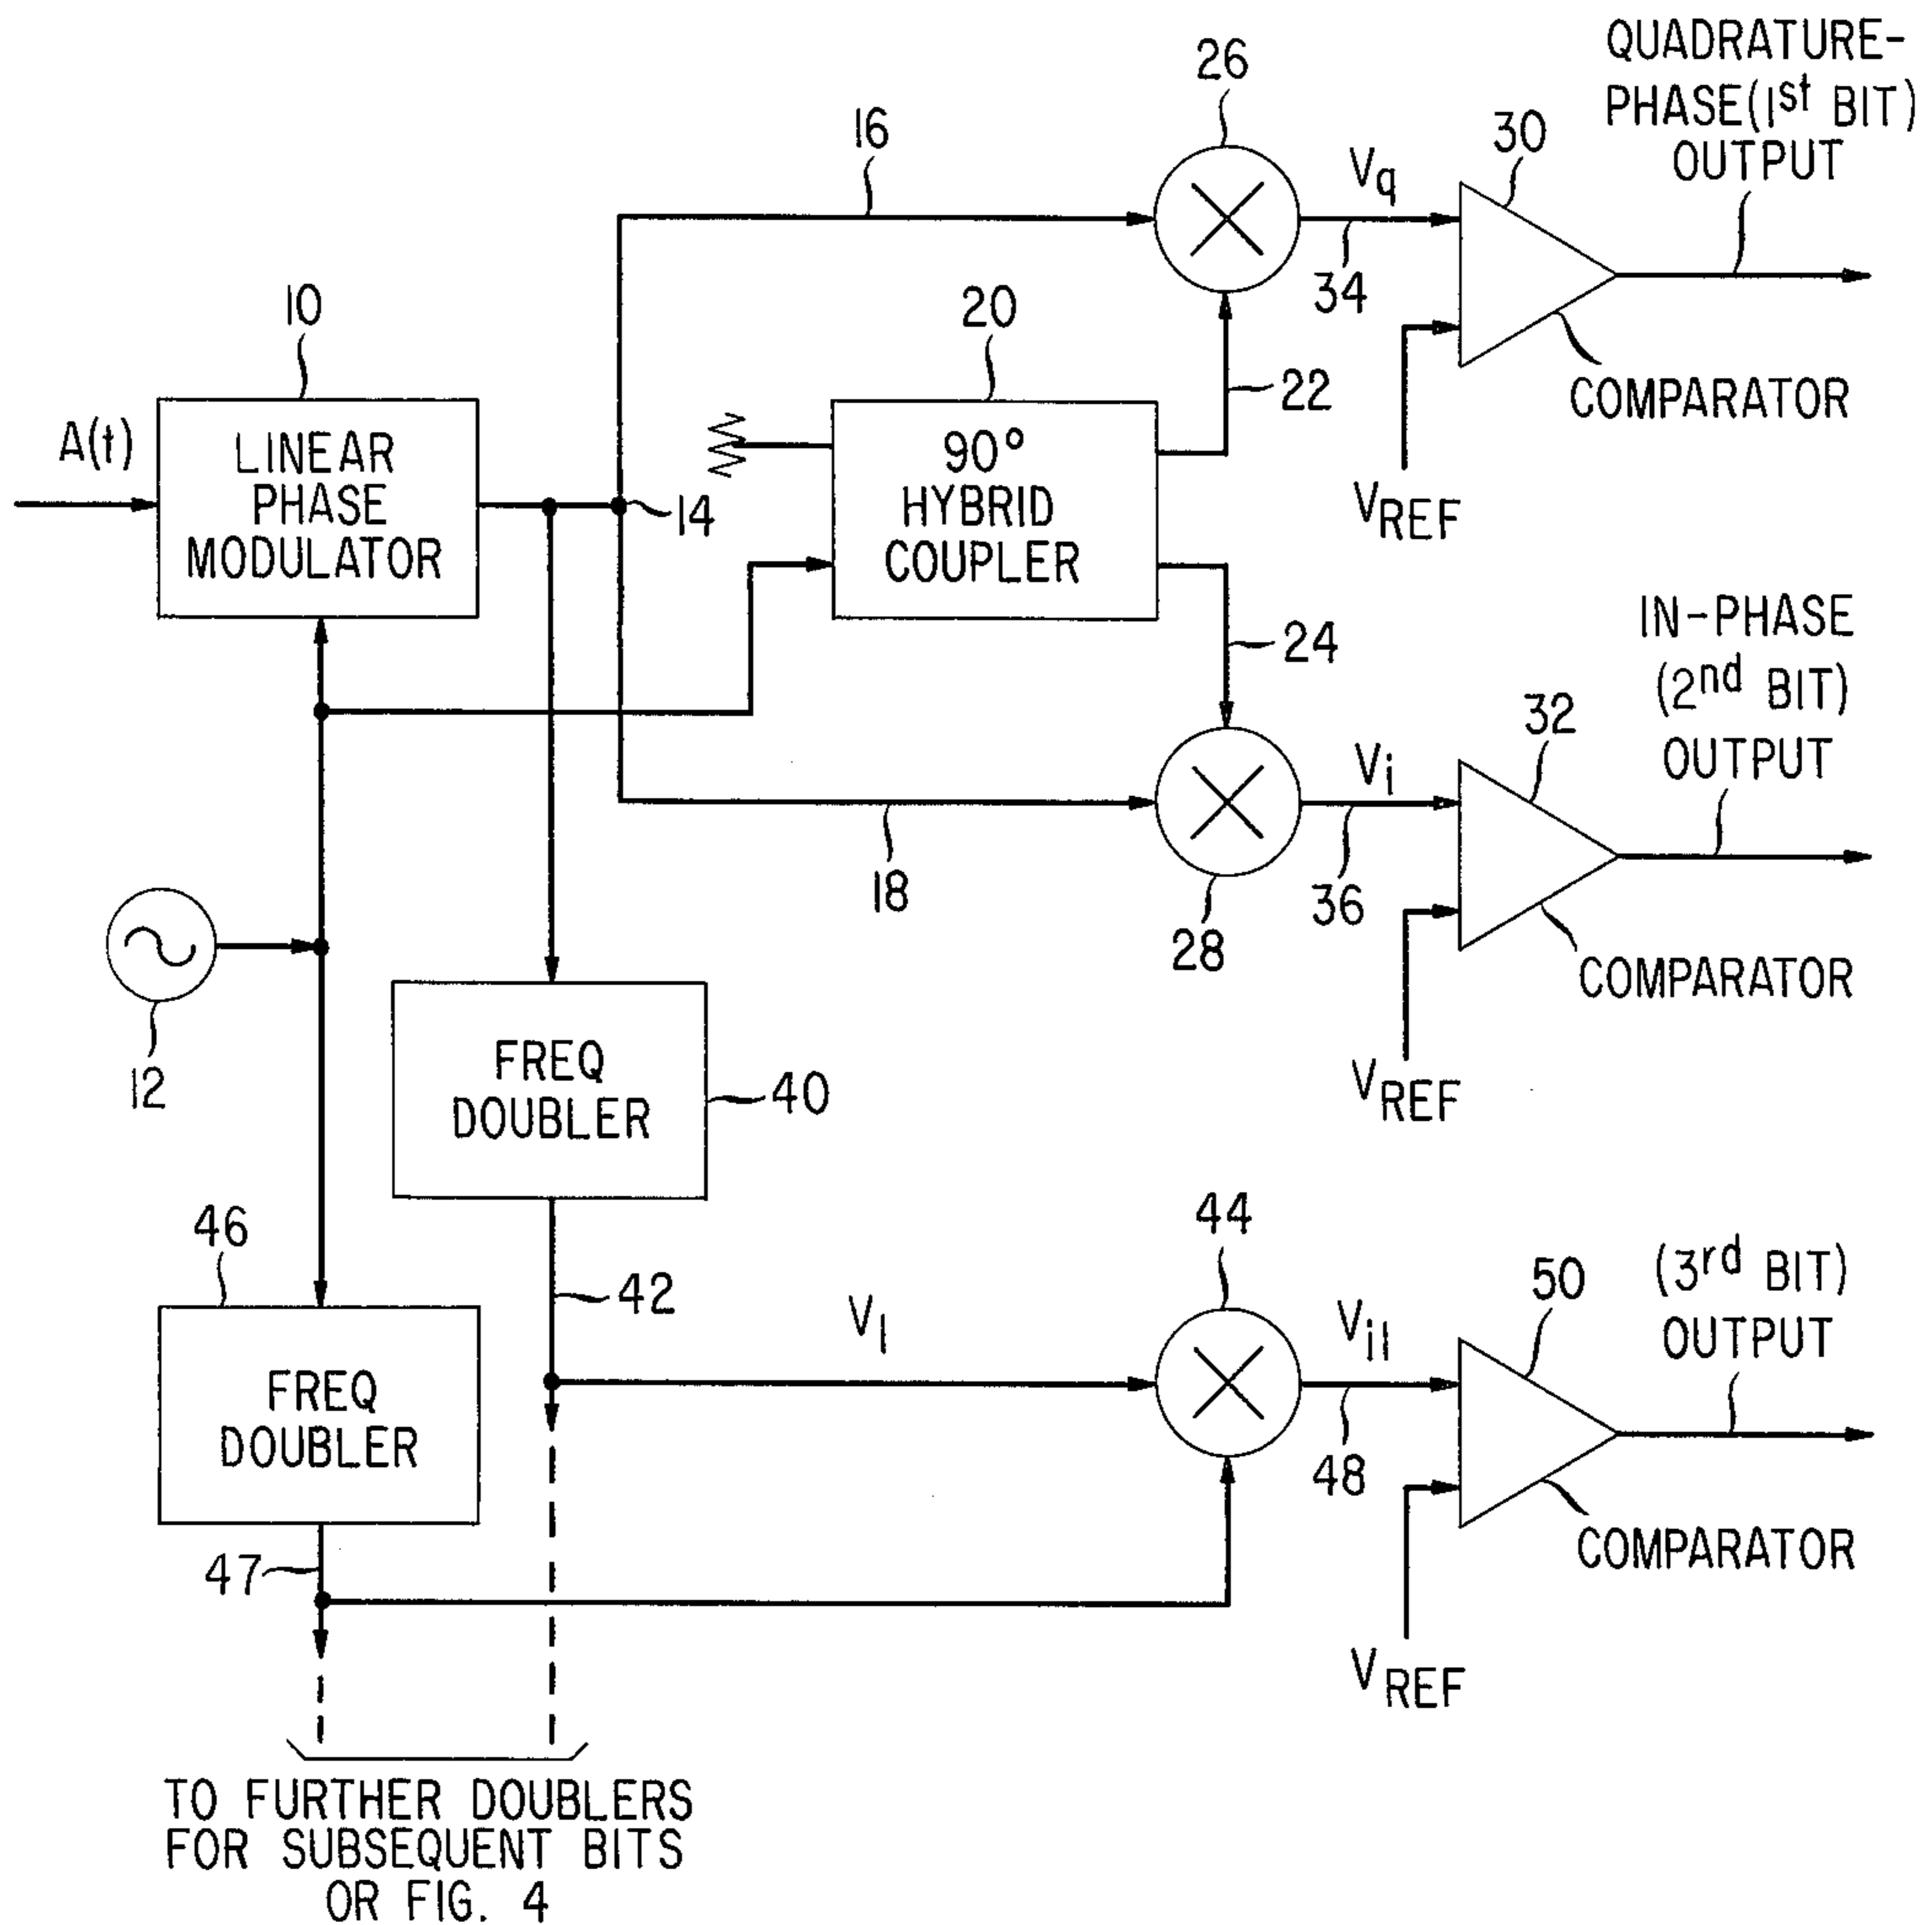 QUADRATURE-
PHASE(1st BIT)
OUTPUT
26
16
30
Vq
34
10
20
22
COMPARATOR
A(t)
LINEAR
PHASE
MODULATOR
90°
HYBRID
COUPLER
14
VREF
24
IN-PHASE
(2nd BIT)
OUTPUT
32
Vi
18
36
28
COMPARATOR
12
FREQ
DOUBLER
40
VREF
46
44
(3rd BIT)
OUTPUT
50
42
V1
Vi1
FREQ
DOUBLER
48
47
COMPARATOR
VREF
TO FURTHER DOUBLERS
FOR SUBSEQUENT BITS
OR FIG. 4